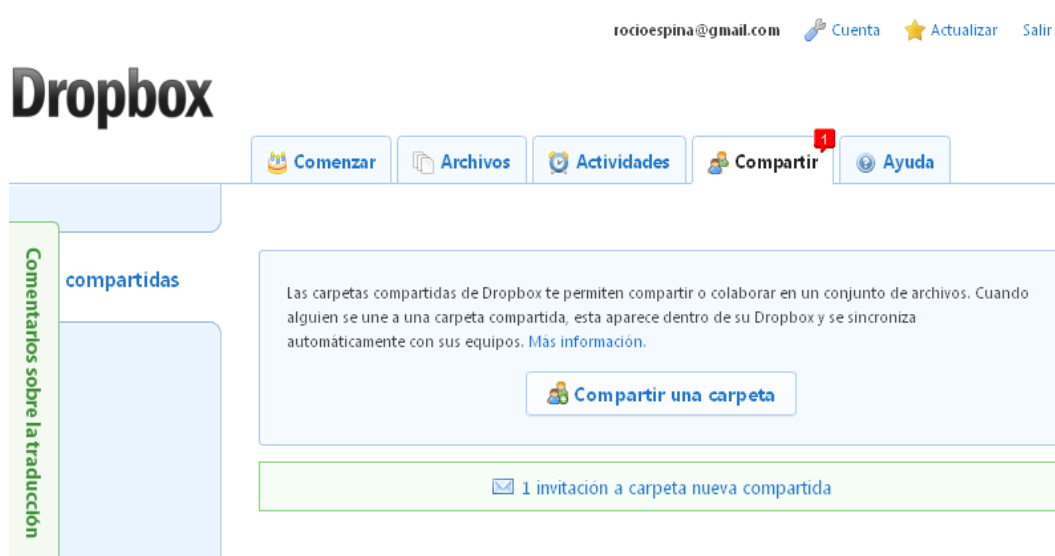 rocioespina@gmail.com Cuenta Actualizar Salir
Dropbox
Comenzar Archivos Actividades Compartir 1 Ayuda
Comentarios sobre la traducción
compartidas
Las carpetas compartidas de Dropbox te permiten compartir o colaborar en un conjunto de archivos. Cuando
alguien se une a una carpeta compartida, esta aparece dentro de su Dropbox y se sincroniza
automáticamente con sus equipos. Más información.
Compartir una carpeta
1 invitación a carpeta nueva compartida